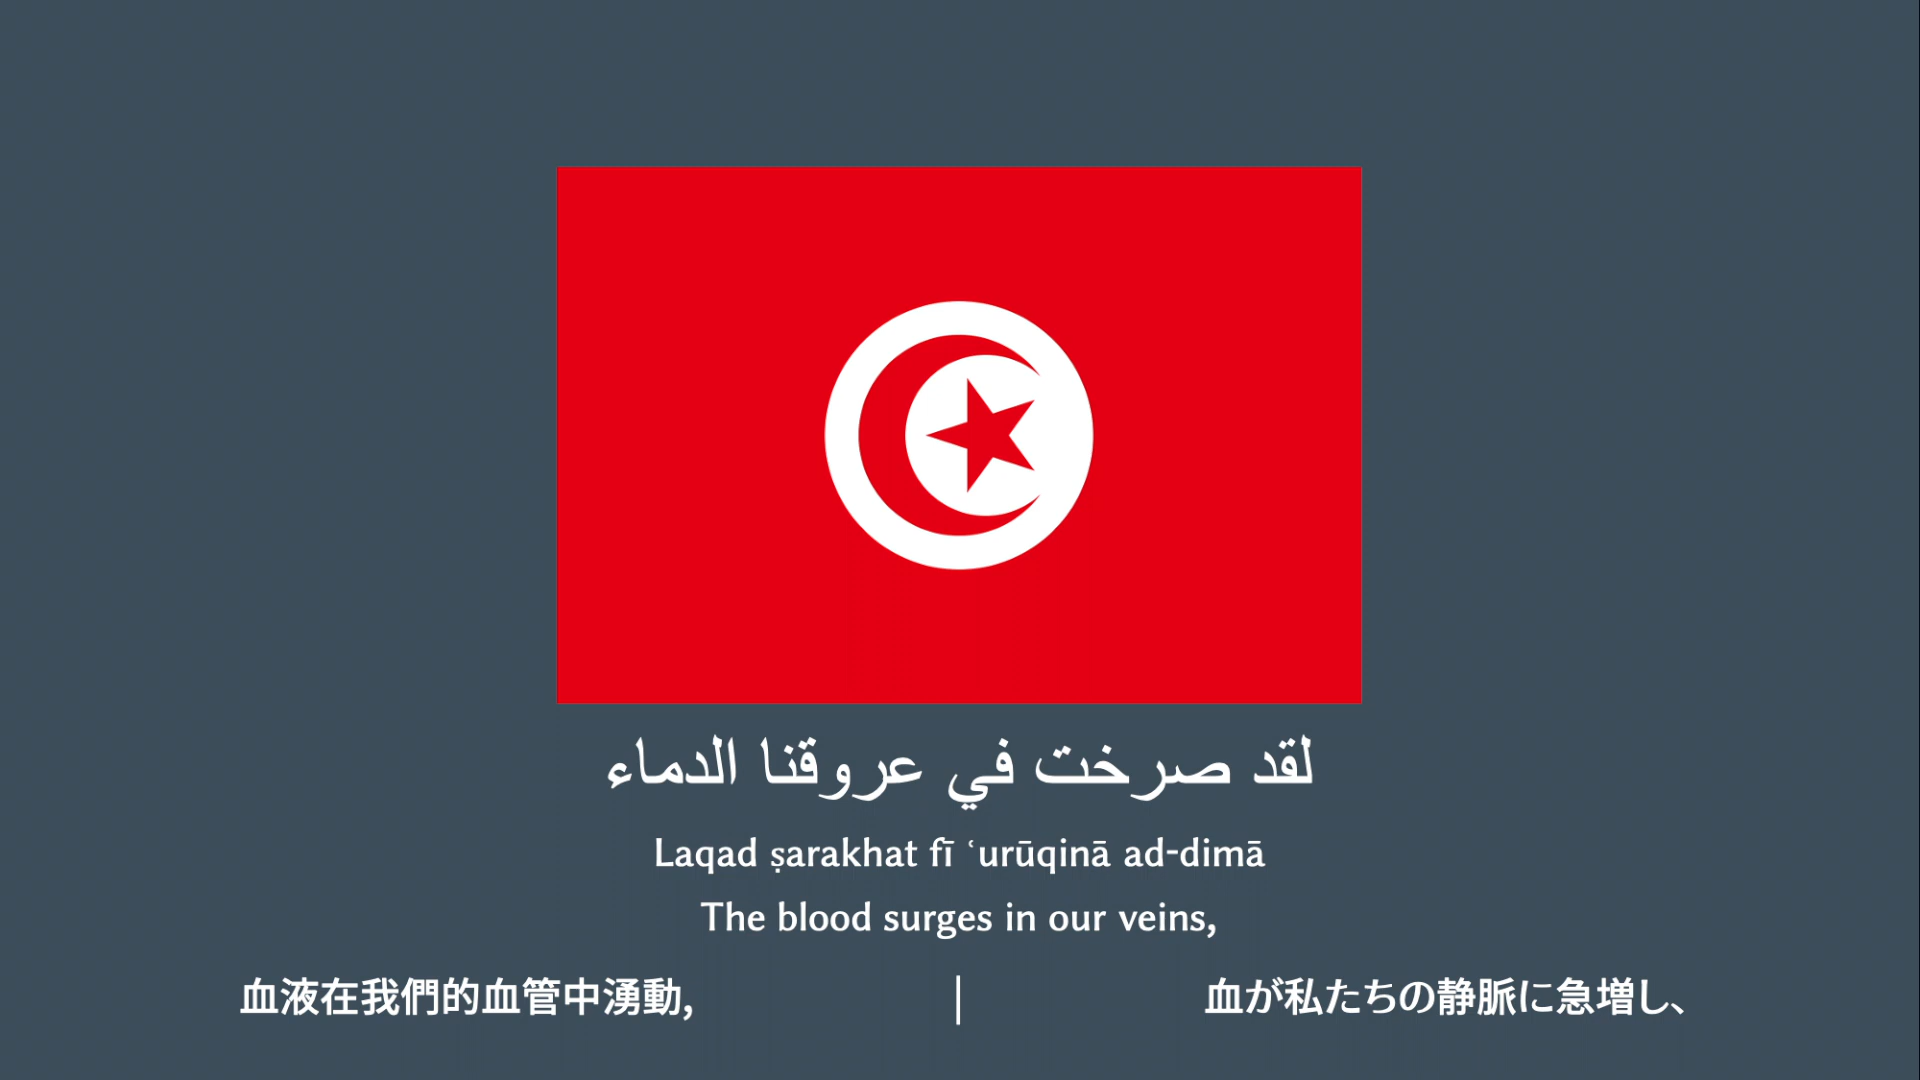 لقد صرخت في عروقنا الدماء
Laqad ṣarakhat fī ʿurūqinā ad-dimā
The blood surges in our veins,
血液在我們的血管中湧動, | 血が私たちの静脈に急増し、